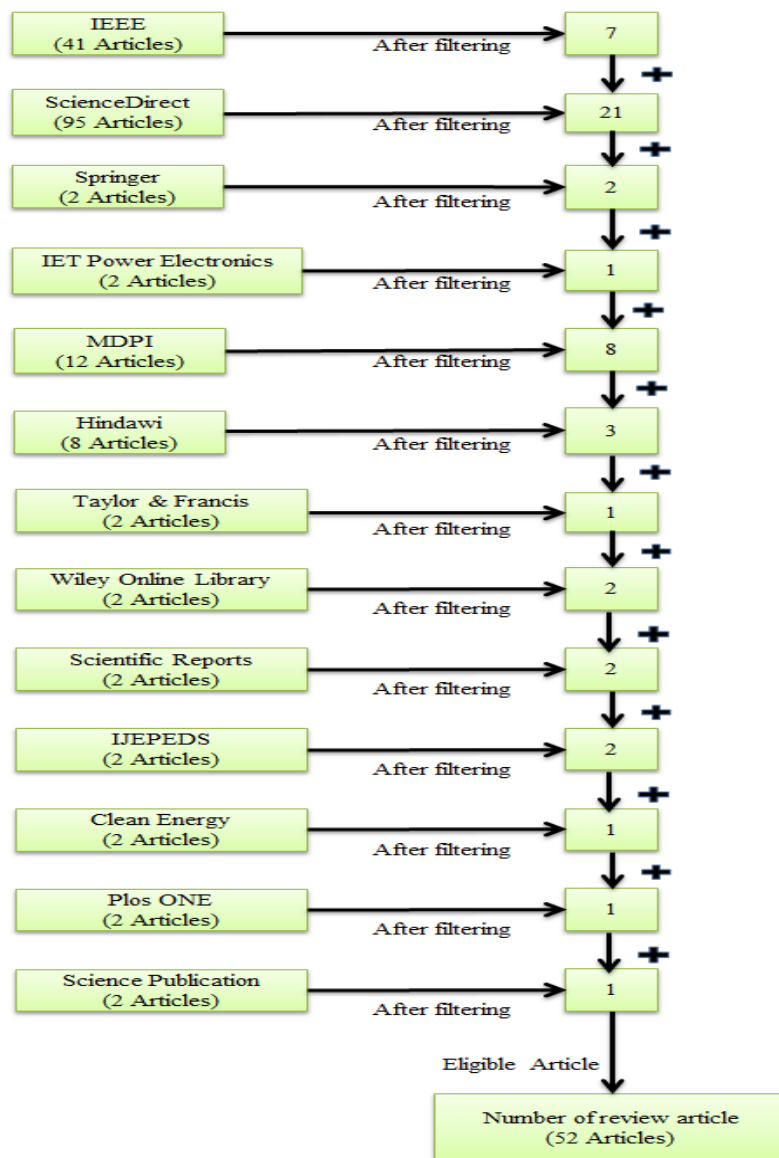 IEEE
(41 Articles)
After filtering
7
ScienceDirect
(95 Articles)
After filtering
21
Springer
(2 Articles)
After filtering
2
IET Power Electronics
(2 Articles)
After filtering
1
MDPI
(12 Articles)
After filtering
8
Hindawi
(8 Articles)
After filtering
3
Taylor & Francis
(2 Articles)
After filtering
1
Wiley Online Library
(2 Articles)
After filtering
2
Scientific Reports
(2 Articles)
After filtering
2
IJEPEDS
(2 Articles)
After filtering
2
Clean Energy
(2 Articles)
After filtering
1
Plos ONE
(2 Articles)
After filtering
1
Science Publication
(2 Articles)
After filtering
1
Eligible Article
Number of review article
(52 Articles)